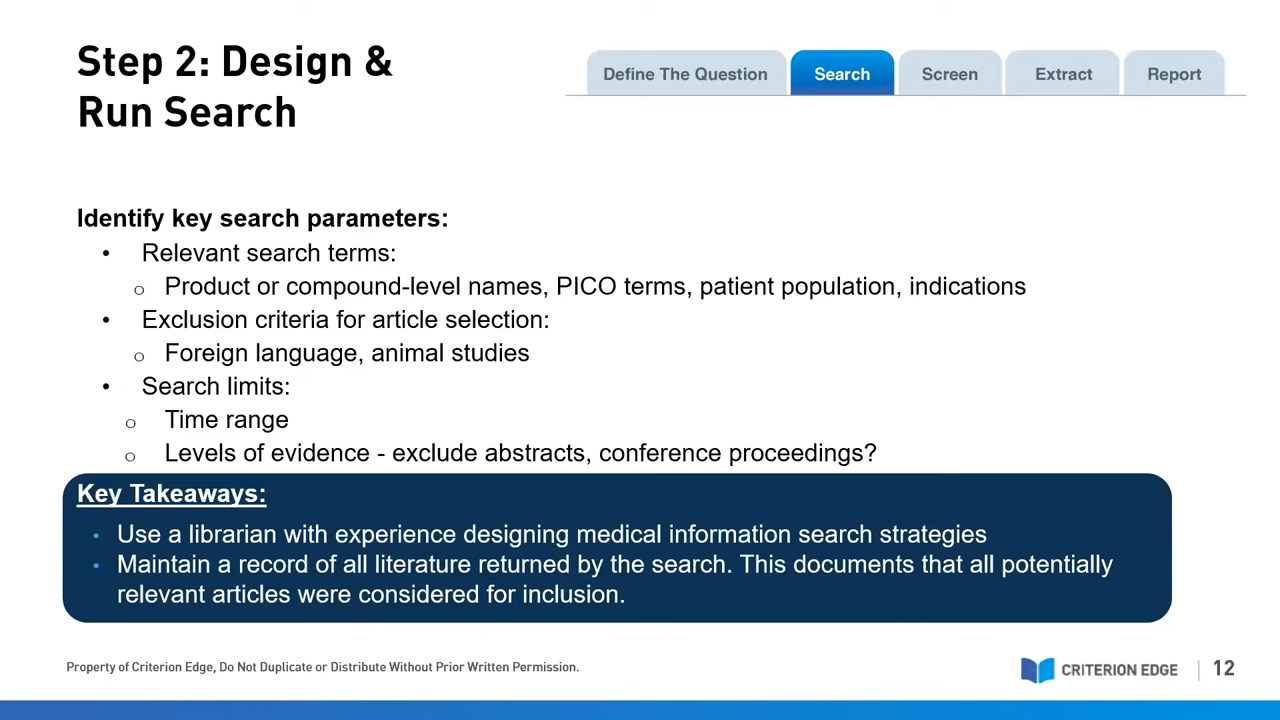 Step 2: Design &
Run Search
Define The Question
Search
Screen
Extract
Report
Identify key search parameters:
• Relevant search terms:
o Product or compound-level names, PICO terms, patient population, indications
• Exclusion criteria for article selection:
o Foreign language, animal studies
• Search limits:
o Time range
o Levels of evidence - exclude abstracts, conference proceedings?
Key Takeaways:
• Use a librarian with experience designing medical information search strategies
• Maintain a record of all literature returned by the search. This documents that all potentially
relevant articles were considered for inclusion.
Property of Criterion Edge, Do Not Duplicate or Distribute Without Prior Written Permission.
CRITERION EDGE | 12